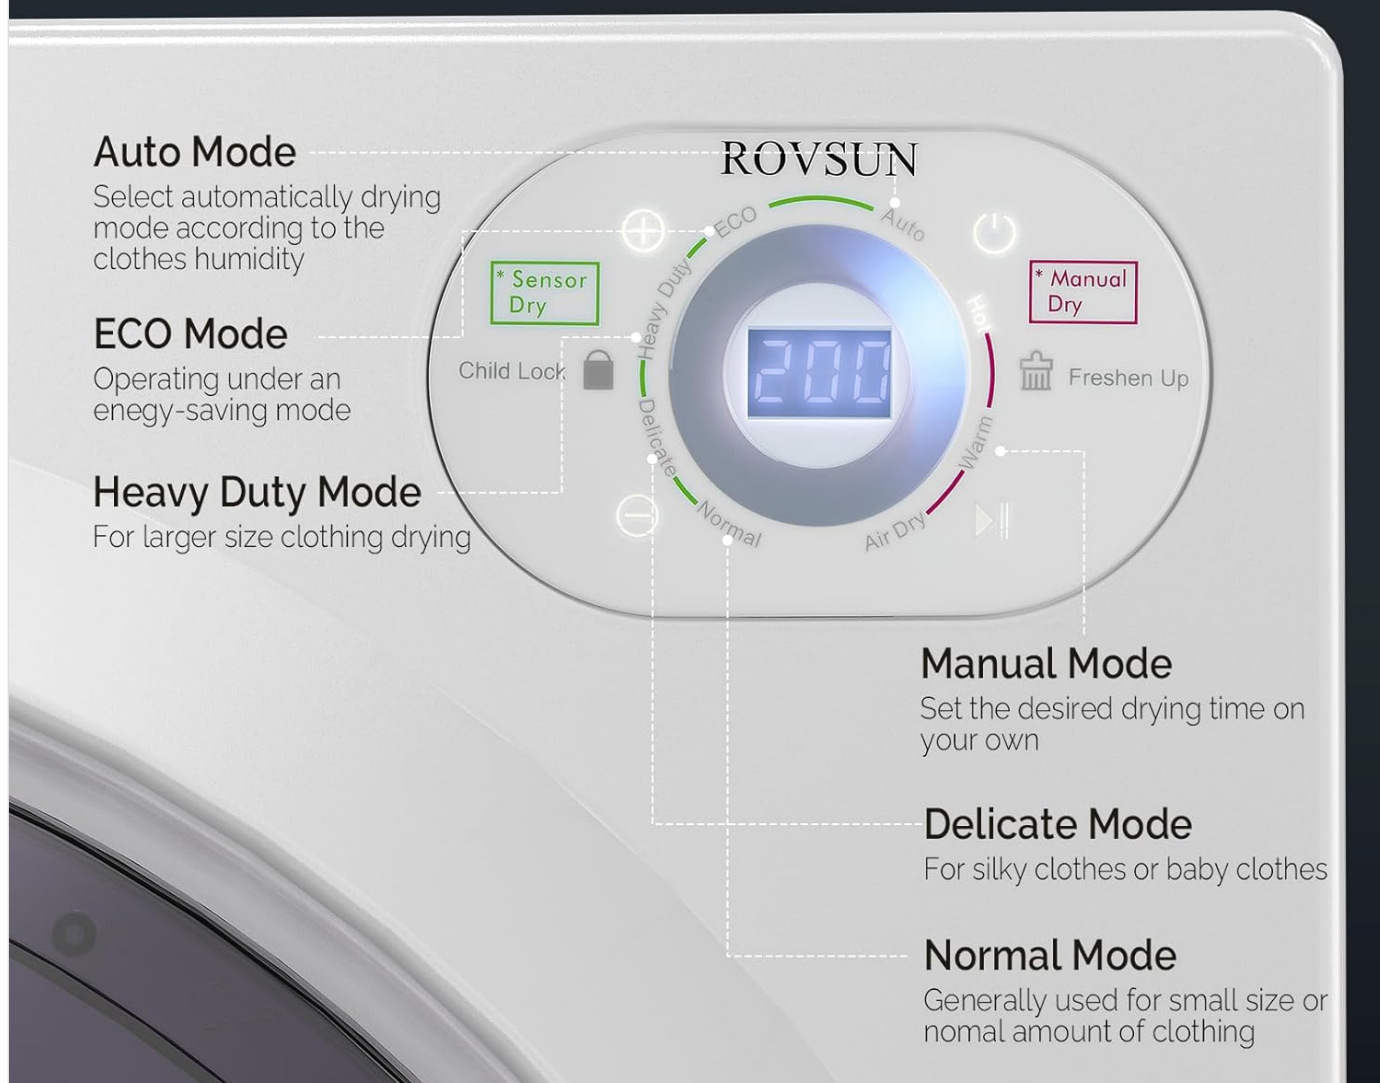 ROVSUN
Auto Mode
Select automatically drying
mode according to the
clothes humidity
ECO Mode
Operating under an
enegy-saving mode
Heavy Duty Mode
For larger size clothing drying
ECO
Auto
* Sensor
Dry
* Manual
Dry
Heavy Duty
Hot
200
Child Lock
Freshen Up
Delicate
Warm
Normal
Air Dry
Manual Mode
Set the desired drying time on
your own
Delicate Mode
For silky clothes or baby clothes
Normal Mode
Generally used for small size or
nomal amount of clothing